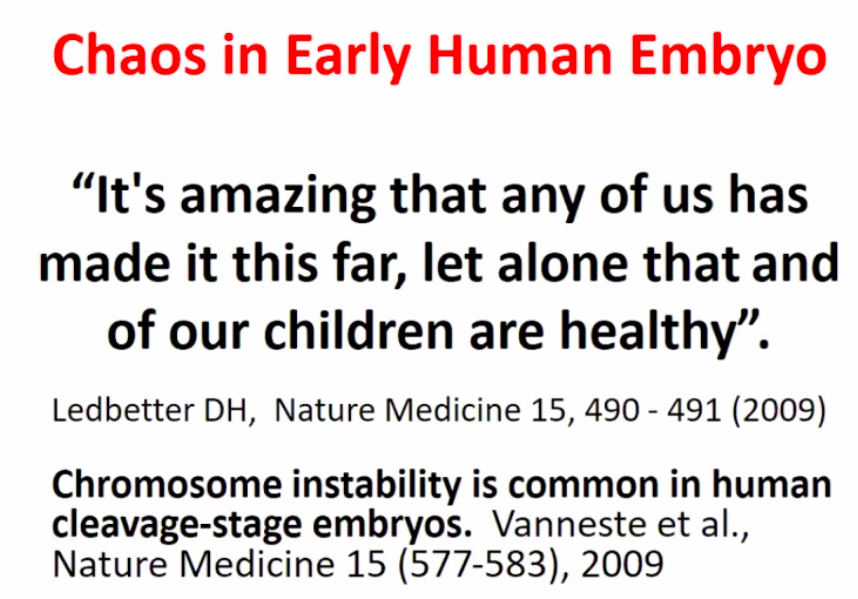 Chaos in Early Human Embryo
“It's amazing that any of us has
made it this far, let alone that and
of our children are healthy”.
Ledbetter DH,  Nature Medicine 15, 490 - 491 (2009)
Chromosome instability is common in human
cleavage-stage embryos.  Vanneste et al.,
Nature Medicine 15 (577-583), 2009